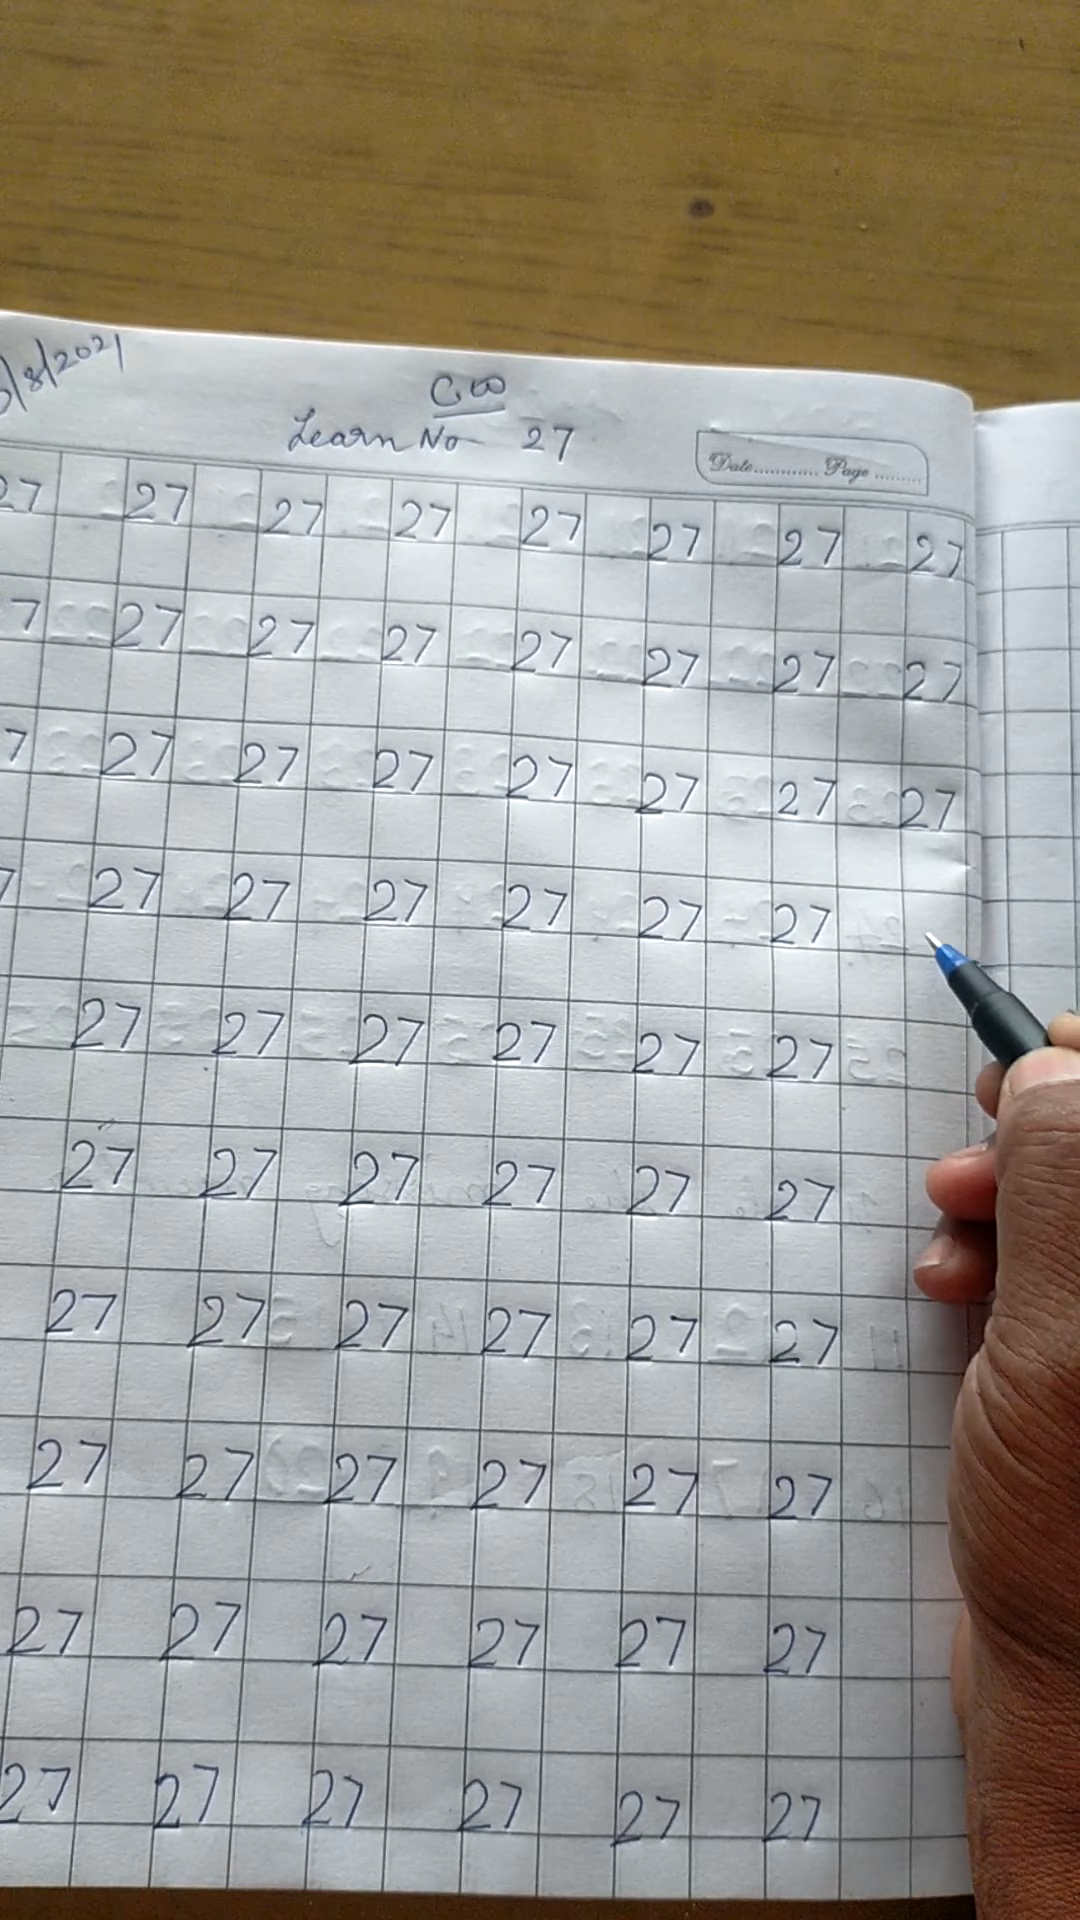 /8/2021
CW
Learn No 27
Date............ Page .........
27 27 27 27 27 27 27 27
7 27 27 27 27 27 27 27
7 27 27 27 27 27 27 27
7 27 27 27 27 27 27
27 27 27 27 27 27
27 27 27 27 27 27
27 27 27 27 27 27
27 27 27 27 27 27
27 27 27 27 27 27
27 27 27 27 27 27